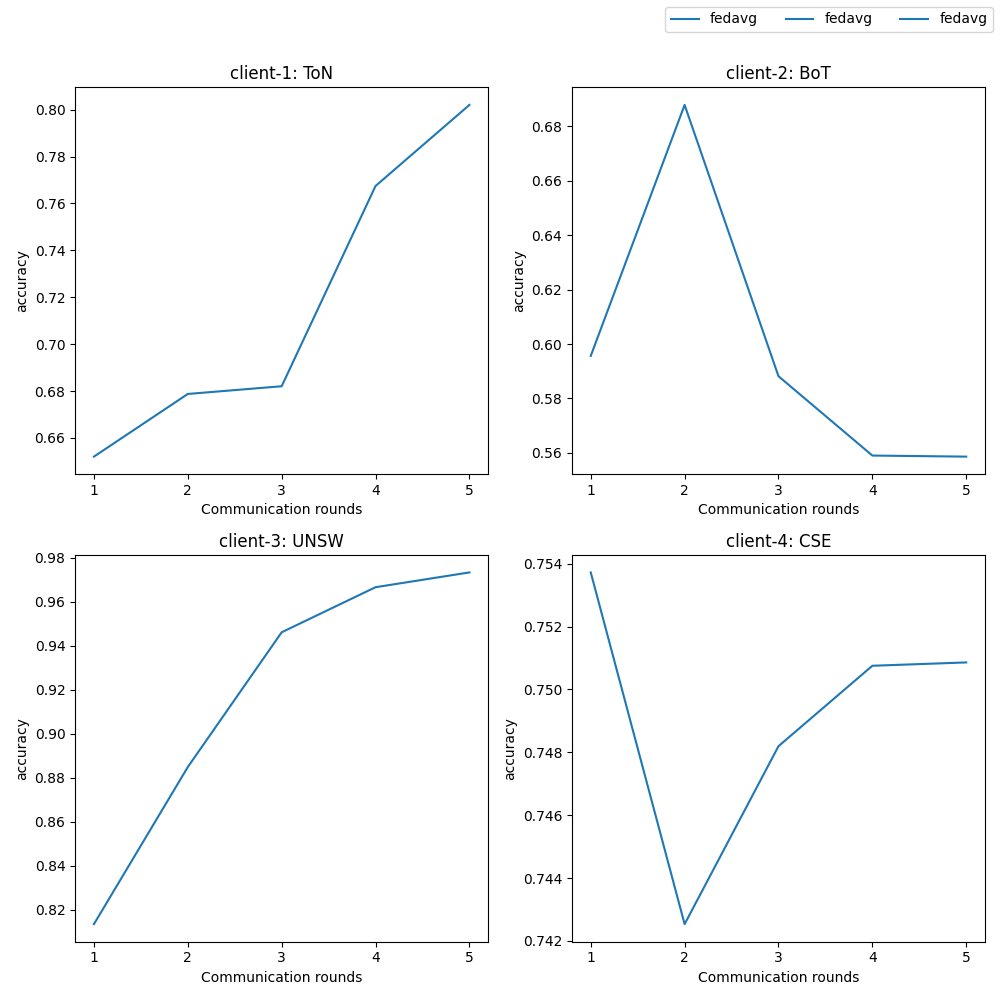 fedavg fedavg fedavg
client-1: ToN
0.80
0.78
0.76
0.74
0.72
0.70
0.68
0.66
accuracy
1 2 3 4 5
Communication rounds
client-2: BoT
0.68
0.66
0.64
0.62
0.60
0.58
0.56
accuracy
1 2 3 4 5
Communication rounds
client-3: UNSW
0.98
0.96
0.94
0.92
0.90
0.88
0.86
0.84
0.82
accuracy
1 2 3 4 5
Communication rounds
client-4: CSE
0.754
0.752
0.750
0.748
0.746
0.744
0.742
accuracy
1 2 3 4 5
Communication rounds